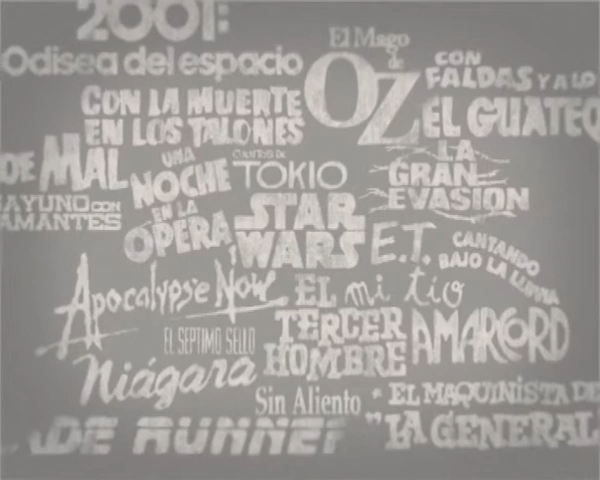 2001:
Odisea del espacio
El Mago
de
OZ
CON
FALDAS Y A LO
CON LA MUERTE
EN LOS TALONES
EL GUATEQ
DE MAL
UNA
NOCHE
EN LA
OPERA
CUENTOS DE
TOKIO
LA
GRAN
EVASION
AYUNO CON
AMANTES
STAR
WARS
E.T.
CANTANDO
BAJO LA LLUVIA
Apocalypse Now
EL
TERCER
HOMBRE
mi tio
AMARCORD
EL SEPTIMO SELLO
Niágara
Sin Aliento
EL MAQUINISTA DE
"LA GENERAL
ADE RUNNER